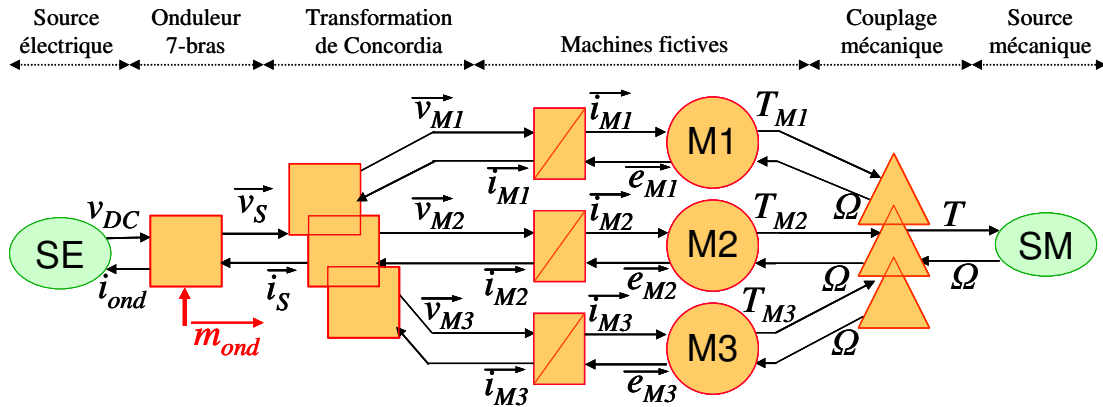 Source électrique
Onduleur 7-bras
Transformation de Concordia
Machines fictives
Couplage mécanique
Source mécanique
v_M1
i_M1
T_M1
M1
i_M1
e_M1
Ω
v_DC
v_S
v_M2
i_M2
T_M2
T
SE
M2
SM
i_ond
i_S
i_M2
e_M2
Ω
Ω
m_ond
v_M3
i_M3
T_M3
M3
Ω
i_M3
e_M3